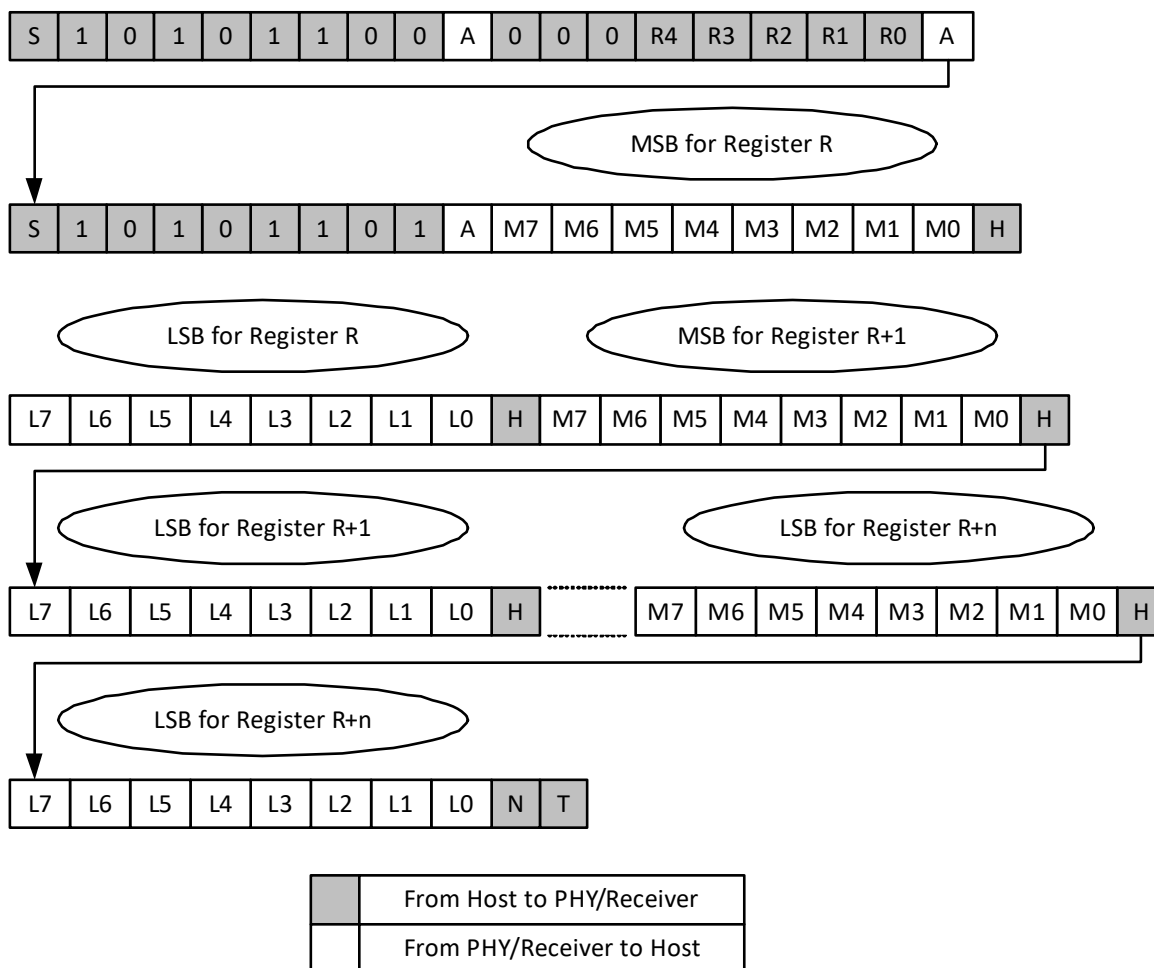 S 1 0 1 0 1 1 0 0 A 0 0 0 R4 R3 R2 R1 R0 A
MSB for Register R
S 1 0 1 0 1 1 0 1 A M7 M6 M5 M4 M3 M2 M1 M0 H
LSB for Register R MSB for Register R+1
L7 L6 L5 L4 L3 L2 L1 L0 H M7 M6 M5 M4 M3 M2 M1 M0 H
LSB for Register R+1 LSB for Register R+n
L7 L6 L5 L4 L3 L2 L1 L0 H M7 M6 M5 M4 M3 M2 M1 M0 H
LSB for Register R+n
L7 L6 L5 L4 L3 L2 L1 L0 N T
From Host to PHY/Receiver
From PHY/Receiver to Host